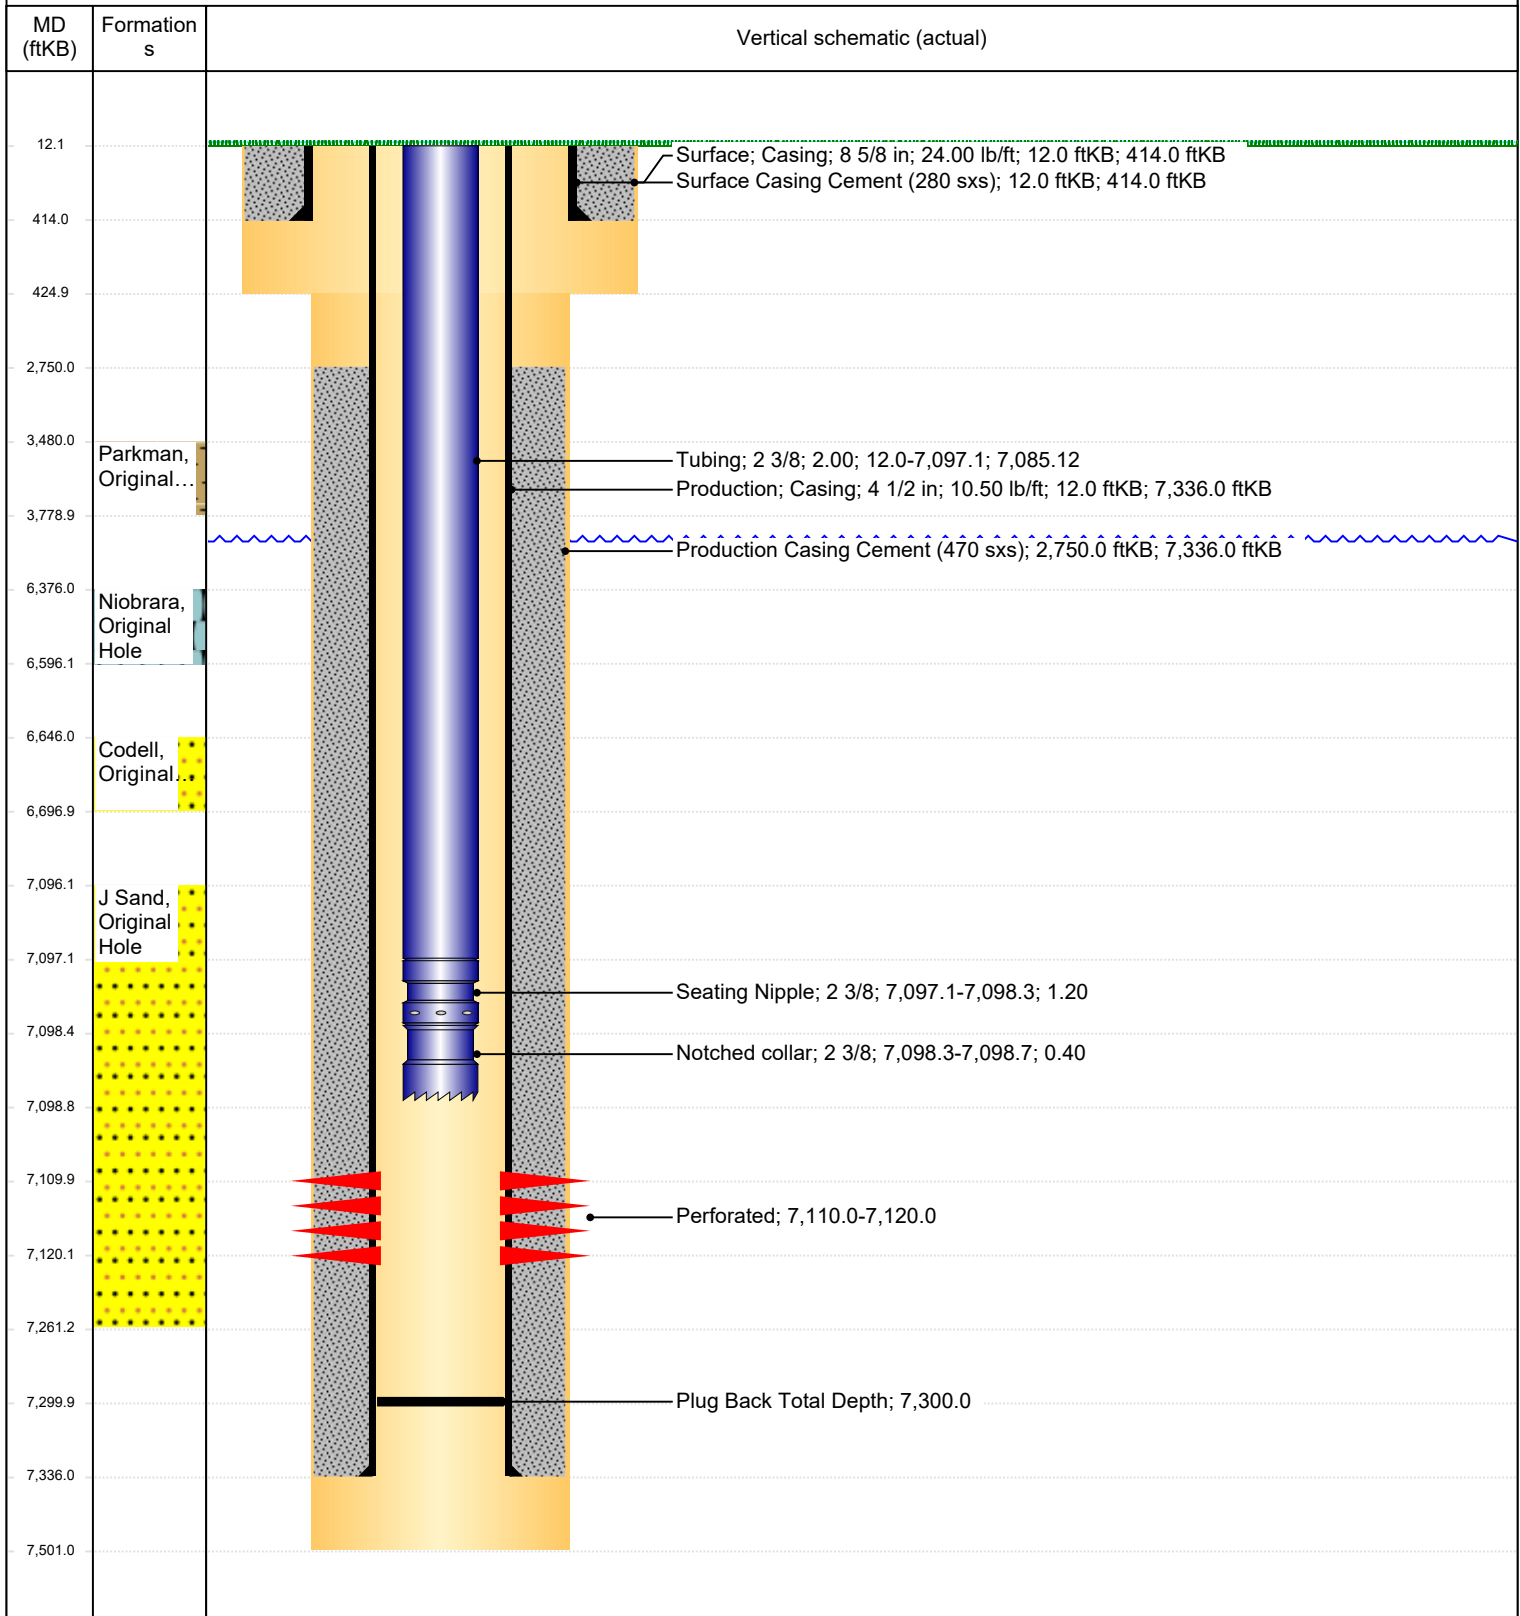 MD
(ftKB)
Formation
s
Vertical schematic (actual)
12.1
Surface; Casing; 8 5/8 in; 24.00 lb/ft; 12.0 ftKB; 414.0 ftKB
Surface Casing Cement (280 sxs); 12.0 ftKB; 414.0 ftKB
414.0
424.9
2,750.0
3,480.0
Parkman,
Original...
Tubing; 2 3/8; 2.00; 12.0-7,097.1; 7,085.12
Production; Casing; 4 1/2 in; 10.50 lb/ft; 12.0 ftKB; 7,336.0 ftKB
3,778.9
Production Casing Cement (470 sxs); 2,750.0 ftKB; 7,336.0 ftKB
6,376.0
Niobrara,
Original
Hole
6,596.1
6,646.0
Codell,
Original...
6,696.9
7,096.1
J Sand,
Original
Hole
7,097.1
Seating Nipple; 2 3/8; 7,097.1-7,098.3; 1.20
7,098.4
Notched collar; 2 3/8; 7,098.3-7,098.7; 0.40
7,098.8
7,109.9
Perforated; 7,110.0-7,120.0
7,120.1
7,261.2
7,299.9
Plug Back Total Depth; 7,300.0
7,336.0
7,501.0